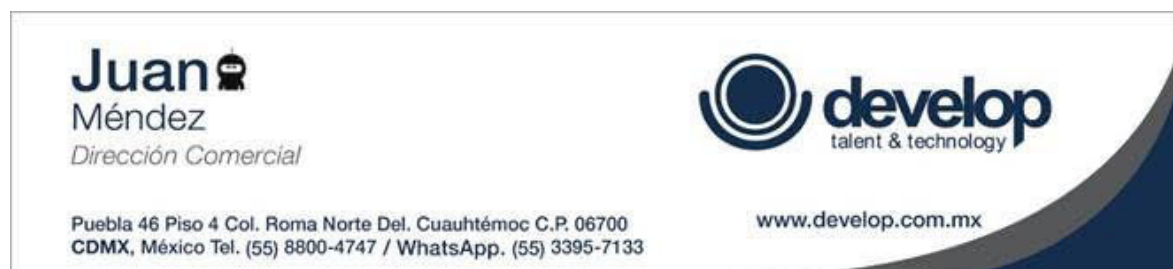 Juan
Méndez
Dirección Comercial
Puebla 46 Piso 4 Col. Roma Norte Del. Cuauhtémoc C.P. 06700
CDMX, México Tel. (55) 8800-4747 / WhatsApp. (55) 3395-7133
develop
talent & technology
www.develop.com.mx